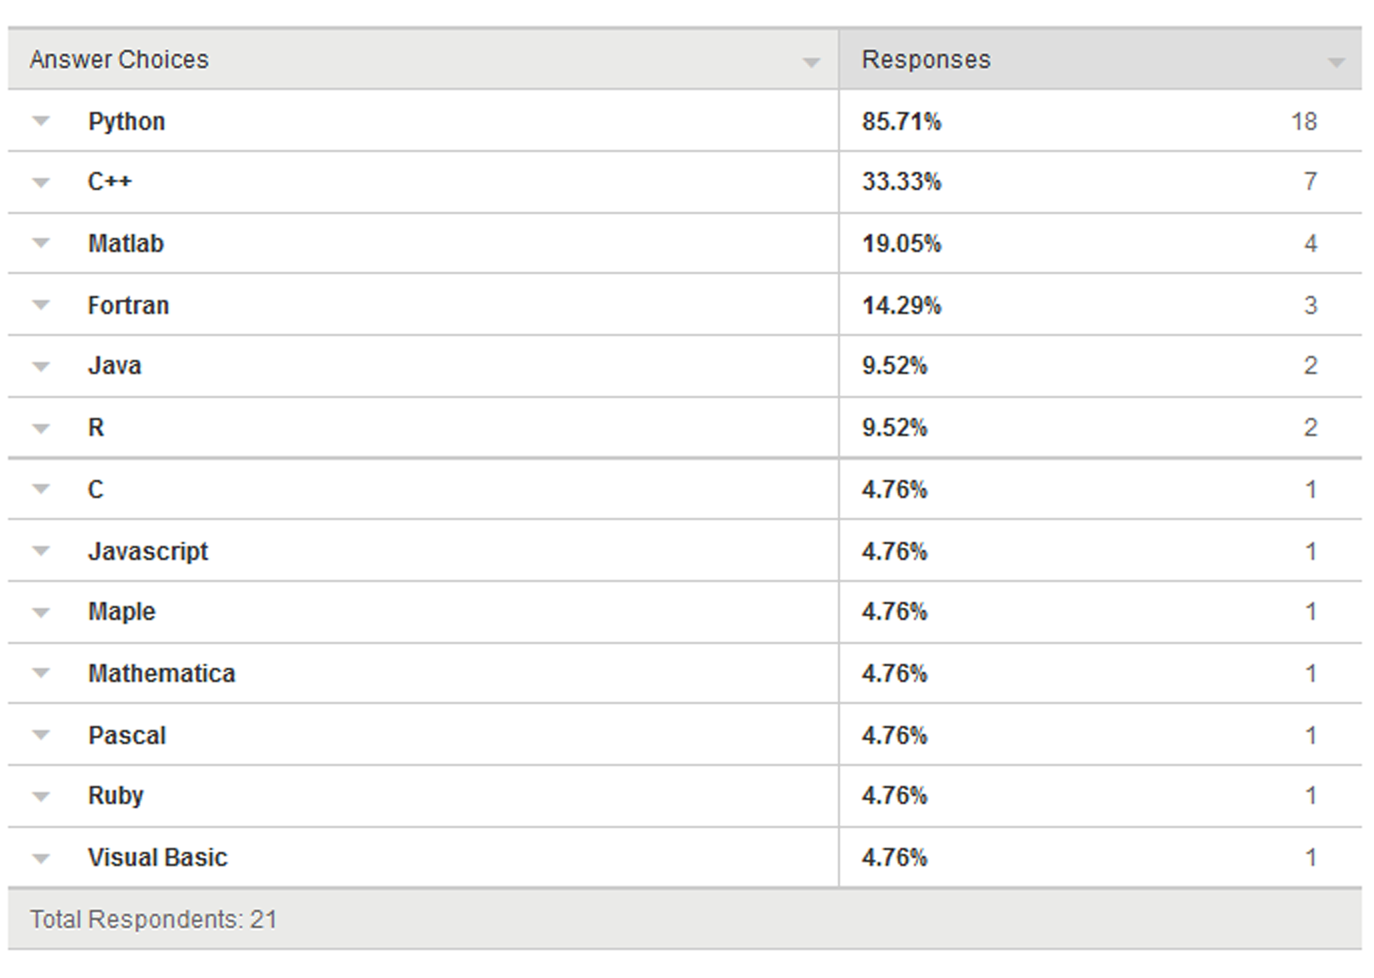 Answer Choices Responses
Python 85.71% 18
C++ 33.33% 7
Matlab 19.05% 4
Fortran 14.29% 3
Java 9.52% 2
R 9.52% 2
C 4.76% 1
Javascript 4.76% 1
Maple 4.76% 1
Mathematica 4.76% 1
Pascal 4.76% 1
Ruby 4.76% 1
Visual Basic 4.76% 1
Total Respondents: 21